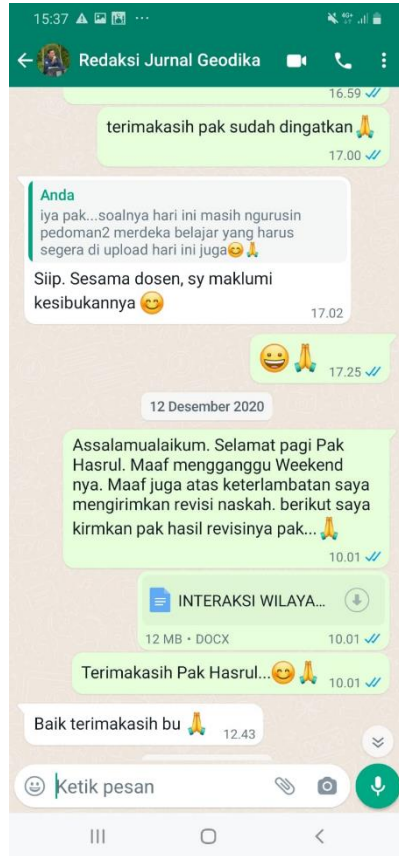 15:37
Redaksi Jurnal Geodika
16.59
terimakasih pak sudah dingatkan🙏
17.00
Anda
iya pak...soalnya hari ini masih ngurusin
pedoman2 merdeka belajar yang harus
segera di upload hari ini juga😊🙏
Siip. Sesama dosen, sy maklumi
kesibukannya 😊
17.02
😀🙏
17.25
12 Desember 2020
Assalamualaikum. Selamat pagi Pak
Hasrul. Maaf mengganggu Weekend
nya. Maaf juga atas keterlambatan saya
mengirimkan revisi naskah. berikut saya
kirmkan pak hasil revisinya pak...🙏
10.01
INTERAKSI WILAYA...
12 MB • DOCX
10.01
Terimakasih Pak Hasrul...😊🙏
10.01
Baik terimakasih bu 🙏
12.43
Ketik pesan